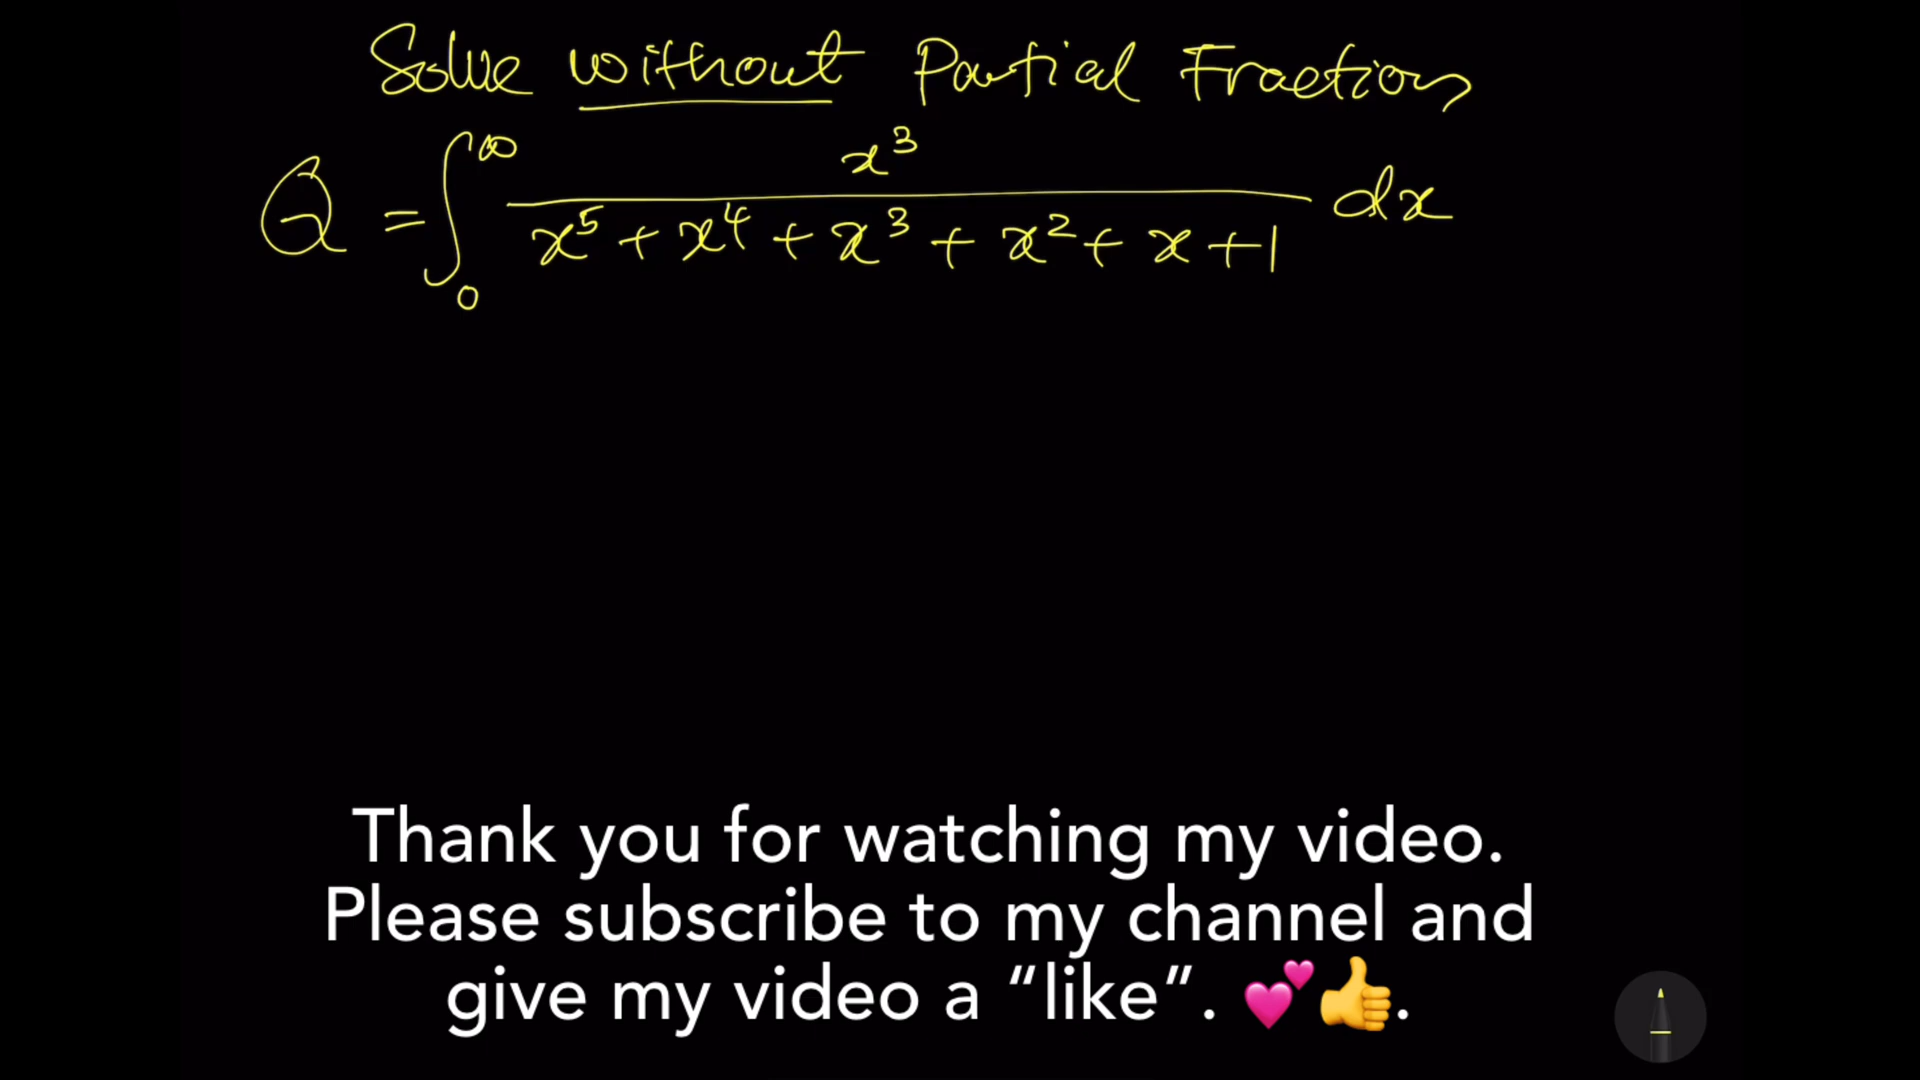 Solve without Partial Fractions
Q = ∫₀^∞ x³ / (x⁵ + x⁴ + x³ + x² + x + 1) dx
Thank you for watching my video.
Please subscribe to my channel and
give my video a “like”. 💕👍.